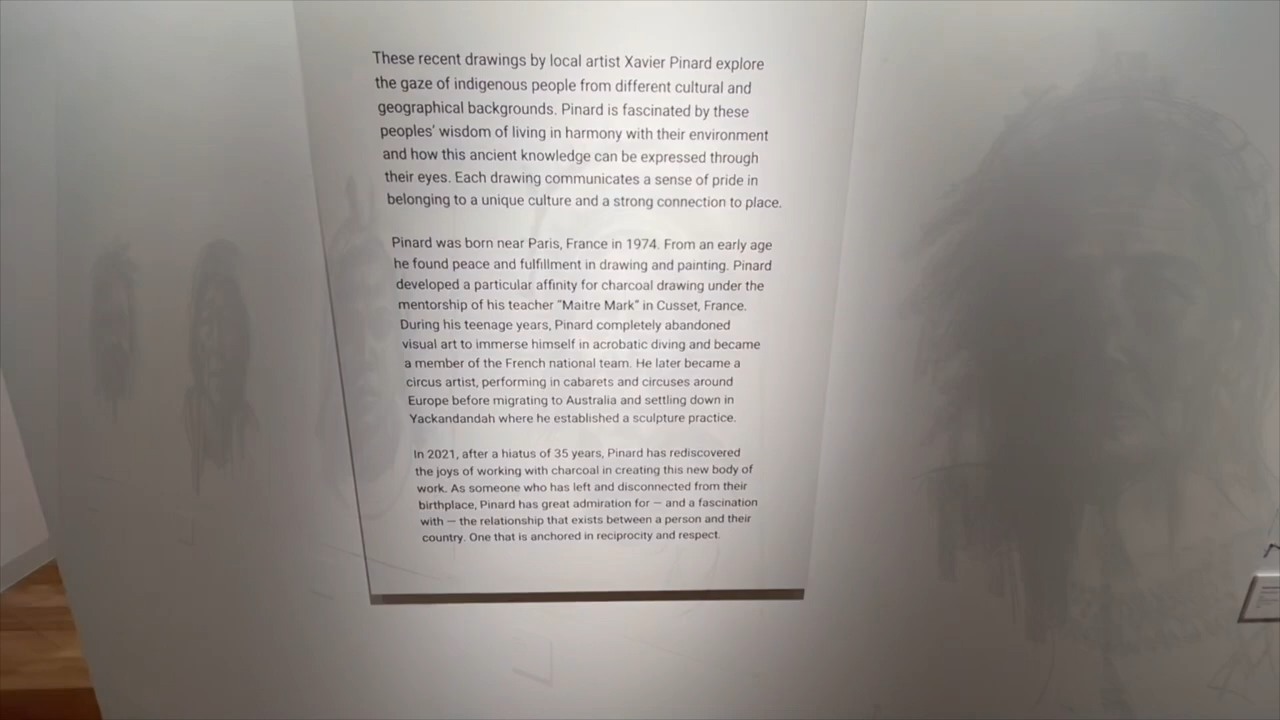 These recent drawings by local artist Xavier Pinard explore
the gaze of indigenous people from different cultural and
geographical backgrounds. Pinard is fascinated by these
peoples' wisdom of living in harmony with their environment
and how this ancient knowledge can be expressed through
their eyes. Each drawing communicates a sense of pride in
belonging to a unique culture and a strong connection to place.
Pinard was born near Paris, France in 1974. From an early age
he found peace and fulfillment in drawing and painting. Pinard
developed a particular affinity for charcoal drawing under the
mentorship of his teacher "Maitre Mark" in Cusset, France.
During his teenage years, Pinard completely abandoned
visual art to immerse himself in acrobatic diving and became
a member of the French national team. He later became a
circus artist, performing in cabarets and circuses around
Europe before migrating to Australia and settling down in
Yackandandah where he established a sculpture practice.
In 2021, after a hiatus of 35 years, Pinard has rediscovered
the joys of working with charcoal in creating this new body of
work. As someone who has left and disconnected from their
birthplace, Pinard has great admiration for — and a fascination
with — the relationship that exists between a person and their
country. One that is anchored in reciprocity and respect.